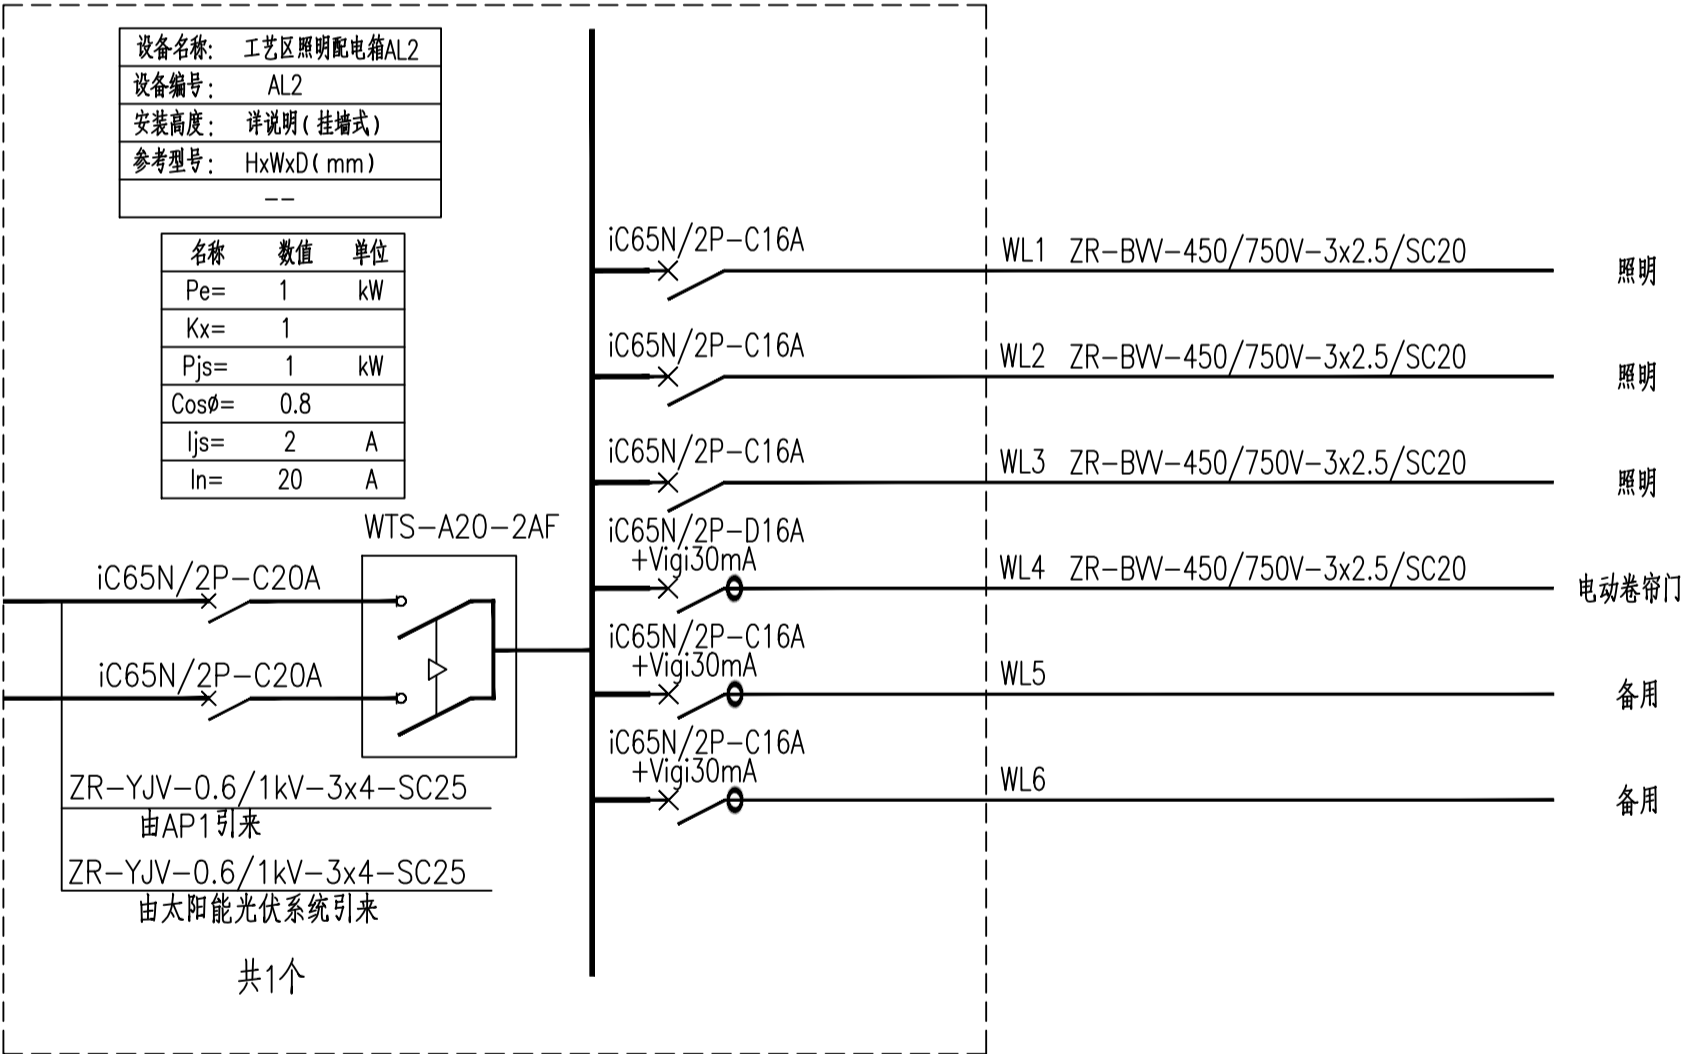 设备名称: 工艺区照明配电箱AL2
设备编号: AL2
安装高度: 详说明(挂墙式)
参考型号: HxWxD(mm)
--
名称 数值 单位
Pe= 1 kW
Kx= 1
Pjs= 1 kW
Cosø= 0.8
Ijs= 2 A
In= 20 A
WTS-A20-2AF
iC65N/2P-C20A
iC65N/2P-C20A
ZR-YJV-0.6/1kV-3x4-SC25
由AP1引来
ZR-YJV-0.6/1kV-3x4-SC25
由太阳能光伏系统引来
共1个
iC65N/2P-C16A
WL1 ZR-BVV-450/750V-3x2.5/SC20
照明
iC65N/2P-C16A
WL2 ZR-BVV-450/750V-3x2.5/SC20
照明
iC65N/2P-C16A
WL3 ZR-BVV-450/750V-3x2.5/SC20
照明
iC65N/2P-D16A
+Vigi30mA
WL4 ZR-BVV-450/750V-3x2.5/SC20
电动卷帘门
iC65N/2P-C16A
+Vigi30mA
WL5
备用
iC65N/2P-C16A
+Vigi30mA
WL6
备用